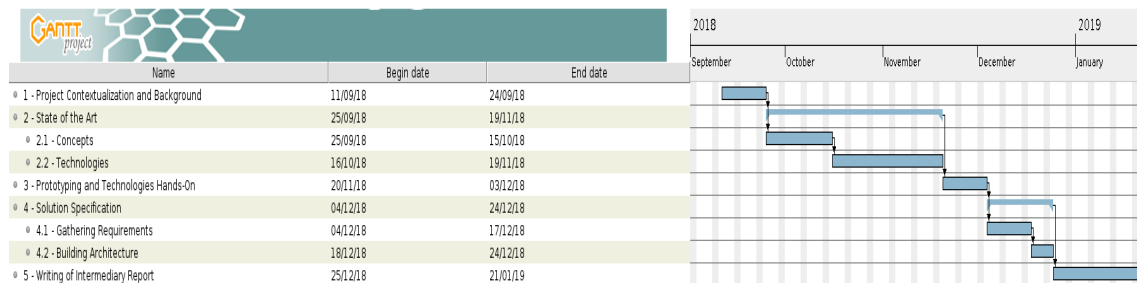 GANTT
project
2018 2019
September October November December January
Name Begin date End date
1 - Project Contextualization and Background 11/09/18 24/09/18
2 - State of the Art 25/09/18 19/11/18
2.1 - Concepts 25/09/18 15/10/18
2.2 - Technologies 16/10/18 19/11/18
3 - Prototyping and Technologies Hands-On 20/11/18 03/12/18
4 - Solution Specification 04/12/18 24/12/18
4.1 - Gathering Requirements 04/12/18 17/12/18
4.2 - Building Architecture 18/12/18 24/12/18
5 - Writing of Intermediary Report 25/12/18 21/01/19